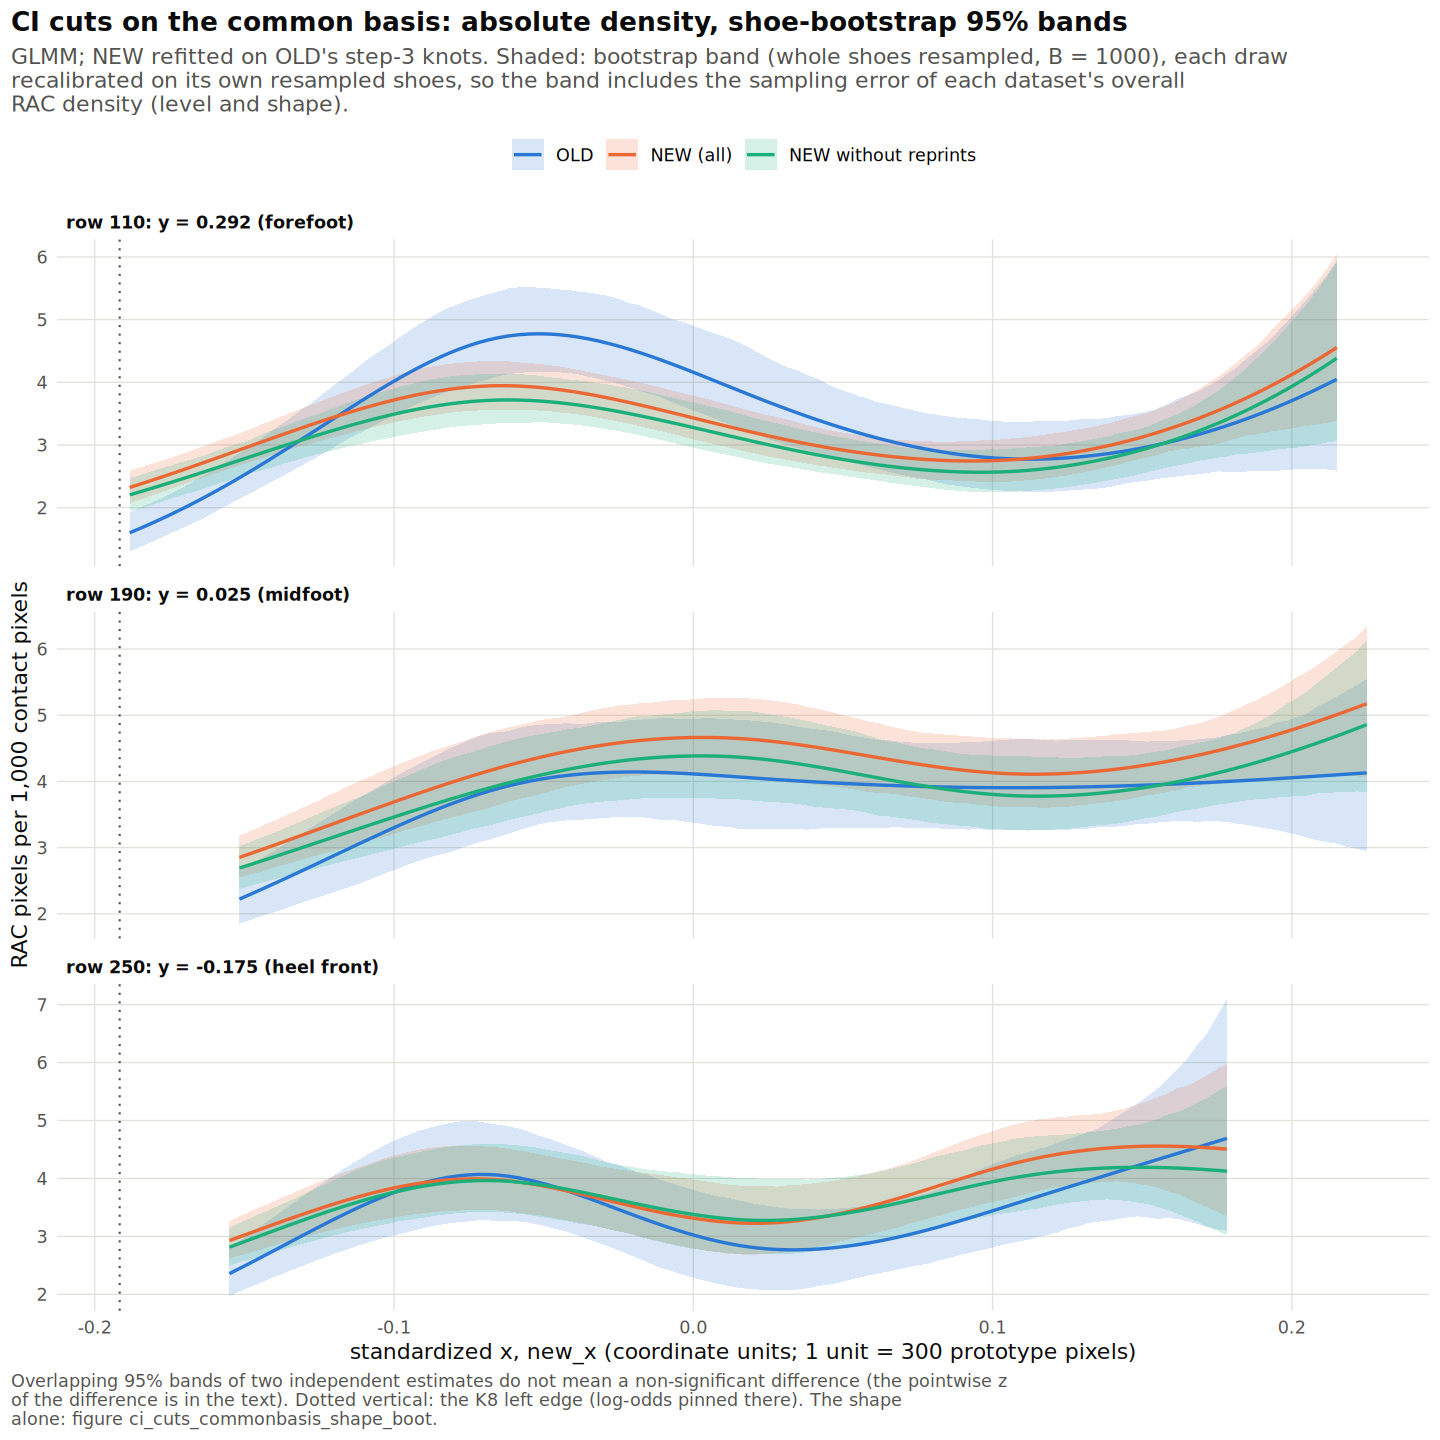 CI cuts on the common basis: absolute density, shoe-bootstrap 95% bands
GLMM; NEW refitted on OLD's step-3 knots. Shaded: bootstrap band (whole shoes resampled, B = 1000), each draw
recalibrated on its own resampled shoes, so the band includes the sampling error of each dataset's overall
RAC density (level and shape).
OLD NEW (all) NEW without reprints
row 110: y = 0.292 (forefoot)
6
5
4
3
2
RAC pixels per 1,000 contact pixels
row 190: y = 0.025 (midfoot)
6
5
4
3
2
row 250: y = -0.175 (heel front)
7
6
5
4
3
2
-0.2 -0.1 0.0 0.1 0.2
standardized x, new_x (coordinate units; 1 unit = 300 prototype pixels)
Overlapping 95% bands of two independent estimates do not mean a non-significant difference (the pointwise z
of the difference is in the text). Dotted vertical: the K8 left edge (log-odds pinned there). The shape
alone: figure ci_cuts_commonbasis_shape_boot.